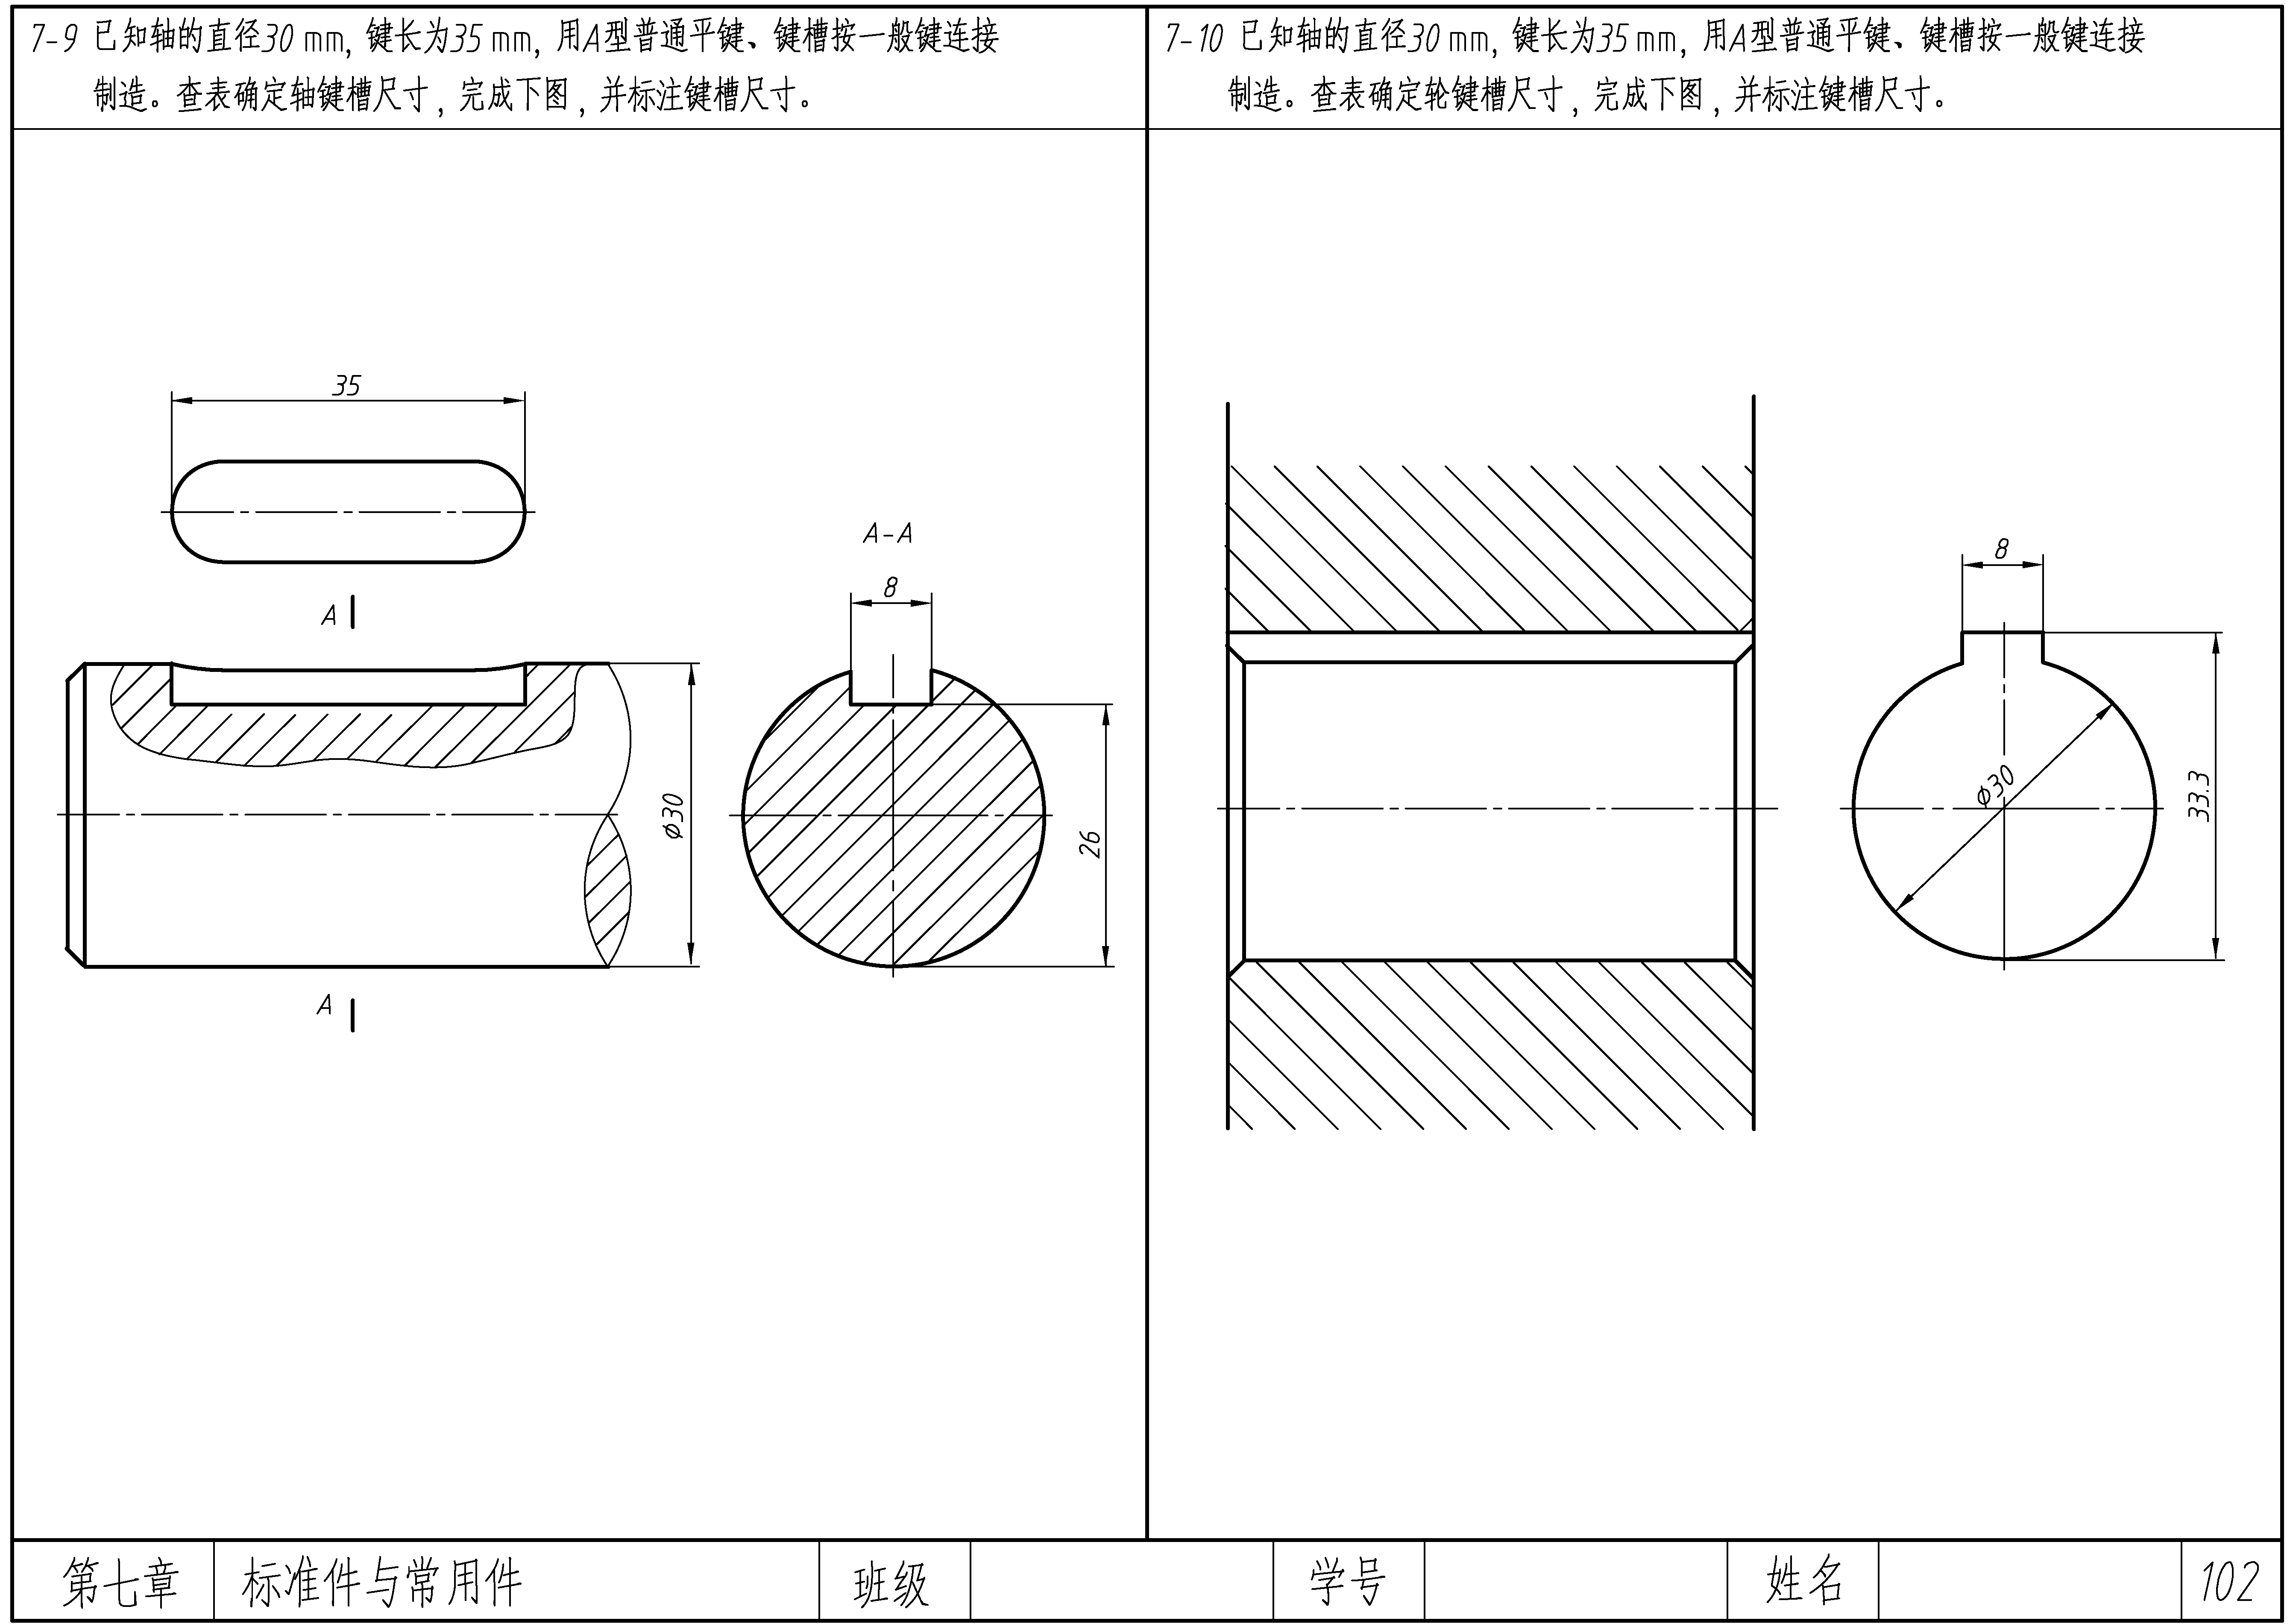 7-9 已知轴的直径30 mm, 键长为35 mm, 用A型普通平键、键槽按一般键连接
制造。查表确定轴键槽尺寸, 完成下图, 并标注键槽尺寸。
35
A
A-A
8
ϕ30
26
A
7-10 已知轴的直径30 mm, 键长为35 mm, 用A型普通平键、键槽按一般键连接
制造。查表确定轮键槽尺寸, 完成下图, 并标注键槽尺寸。
8
ϕ30
33.3
第七章 标准件与常用件 班级 学号 姓名 102